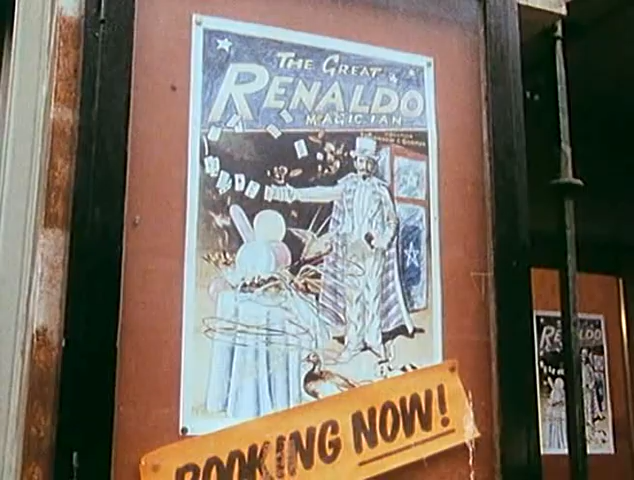 THE GREAT
RENALDO
MAGICIAN
BOOKING NOW!
RENALDO